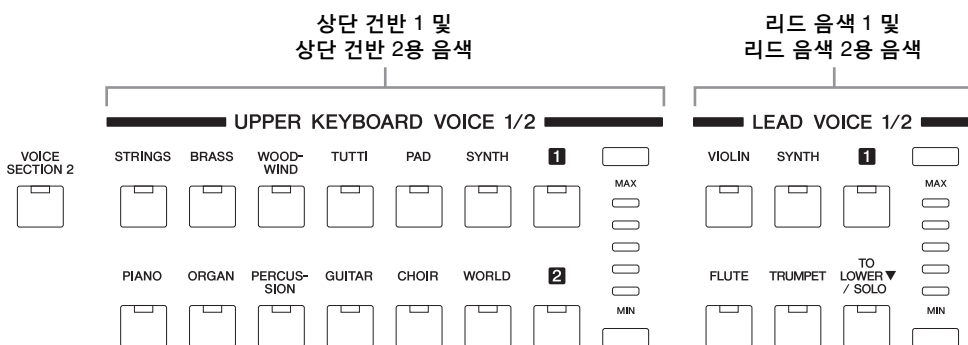 상단 건반 1 및
상단 건반 2용 음색
리드 음색 1 및
리드 음색 2용 음색
UPPER KEYBOARD VOICE 1/2
LEAD VOICE 1/2
VOICE
SECTION 2
STRINGS
BRASS
WOOD-
WIND
TUTTI
PAD
SYNTH
1
MAX
VIOLIN
SYNTH
1
MAX
PIANO
ORGAN
PERCUS-
SION
GUITAR
CHOIR
WORLD
2
MIN
FLUTE
TRUMPET
TO
LOWER▼
/ SOLO
MIN